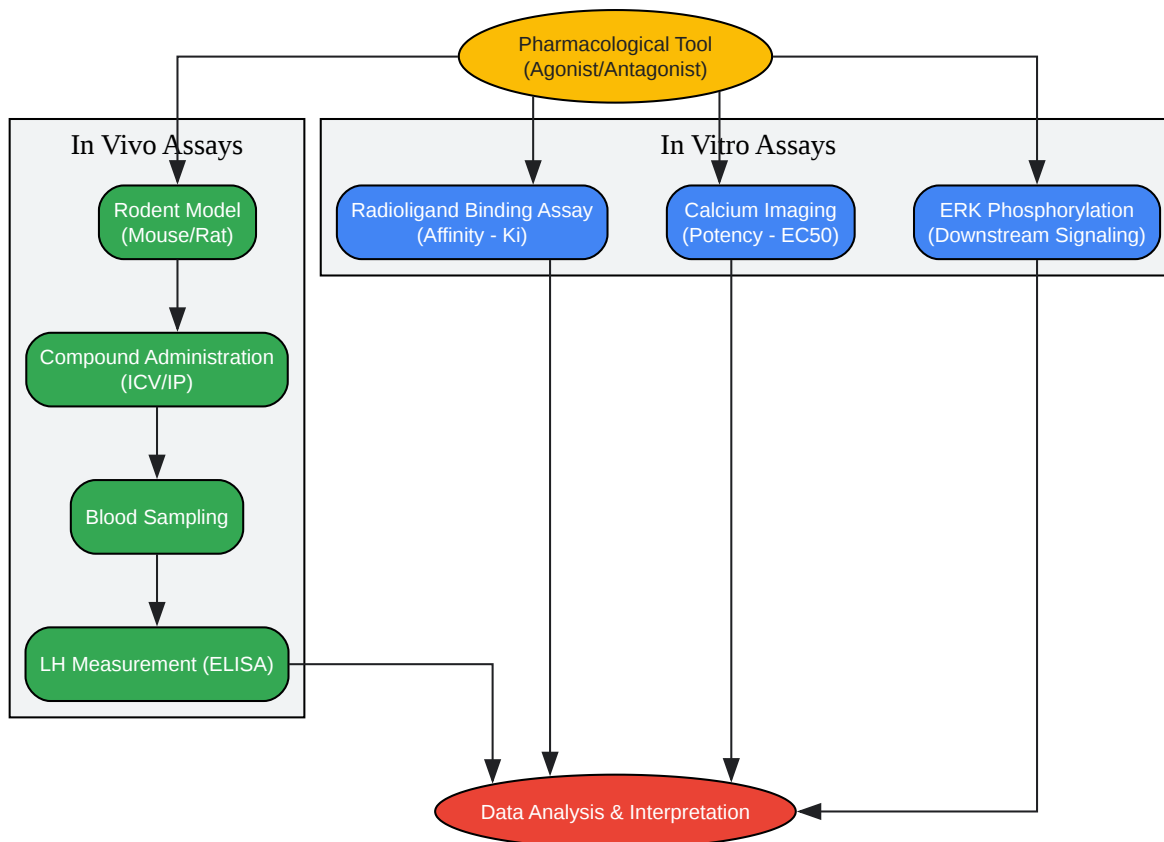 Pharmacological Tool
(Agonist/Antagonist)
In Vivo Assays
In Vitro Assays
Rodent Model
(Mouse/Rat)
Radioligand Binding Assay
(Affinity - Ki)
Calcium Imaging
(Potency - EC50)
ERK Phosphorylation
(Downstream Signaling)
Compound Administration
(ICV/IP)
Blood Sampling
LH Measurement (ELISA)
Data Analysis & Interpretation